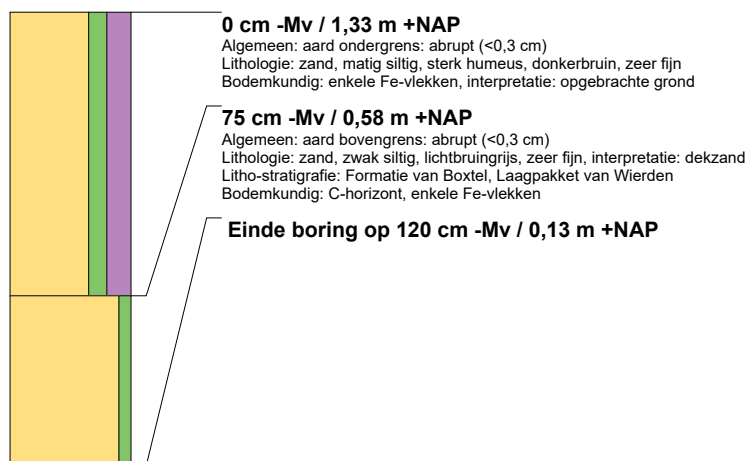 0 cm -Mv / 1,33 m +NAP
Algemeen: aard ondergrens: abrupt (<0,3 cm)
Lithologie: zand, matig siltig, sterk humeus, donkerbruin, zeer fijn
Bodemkundig: enkele Fe-vlekken, interpretatie: opgebrachte grond
75 cm -Mv / 0,58 m +NAP
Algemeen: aard bovengrens: abrupt (<0,3 cm)
Lithologie: zand, zwak siltig, lichtbruingrijs, zeer fijn, interpretatie: dekzand
Litho-stratigrafie: Formatie van Boxtel, Laagpakket van Wierden
Bodemkundig: C-horizont, enkele Fe-vlekken
Einde boring op 120 cm -Mv / 0,13 m +NAP